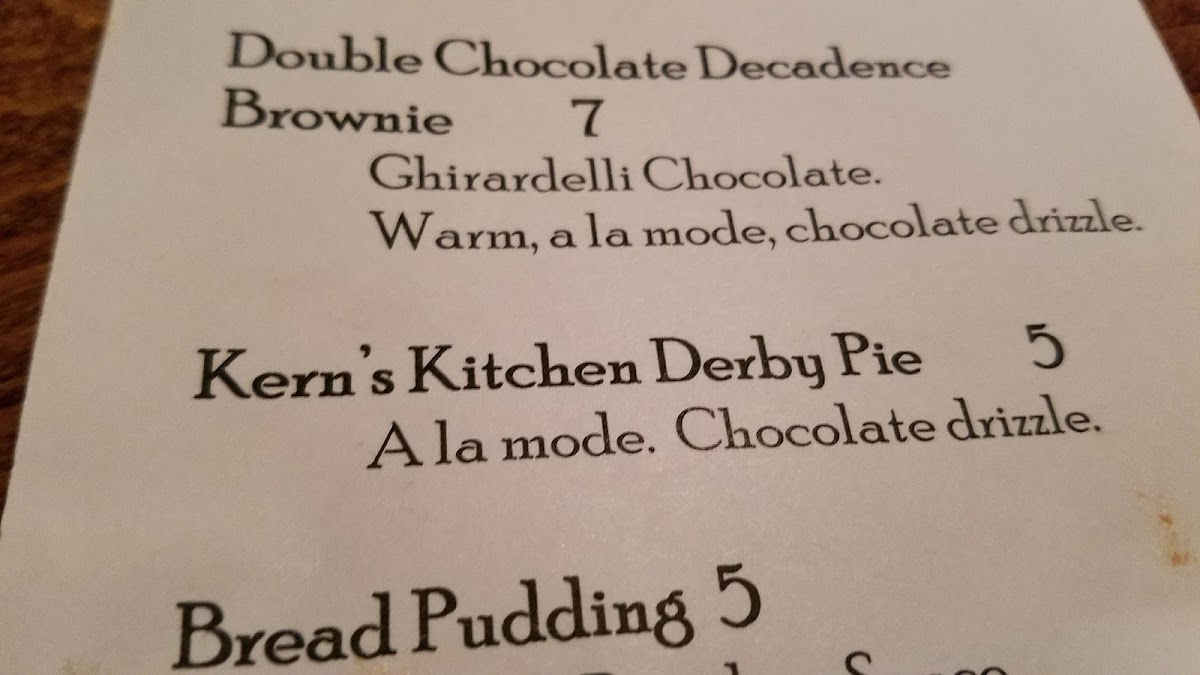 Double Chocolate Decadence
Brownie 7
Ghirardelli Chocolate.
Warm, a la mode, chocolate drizzle.
Kern's Kitchen Derby Pie 5
A la mode. Chocolate drizzle.
Bread Pudding 5